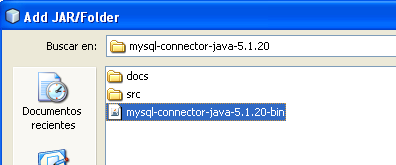 Add JAR/Folder
Buscar en:
mysql-connector-java-5.1.20
docs
src
mysql-connector-java-5.1.20-bin
Documentos
recientes